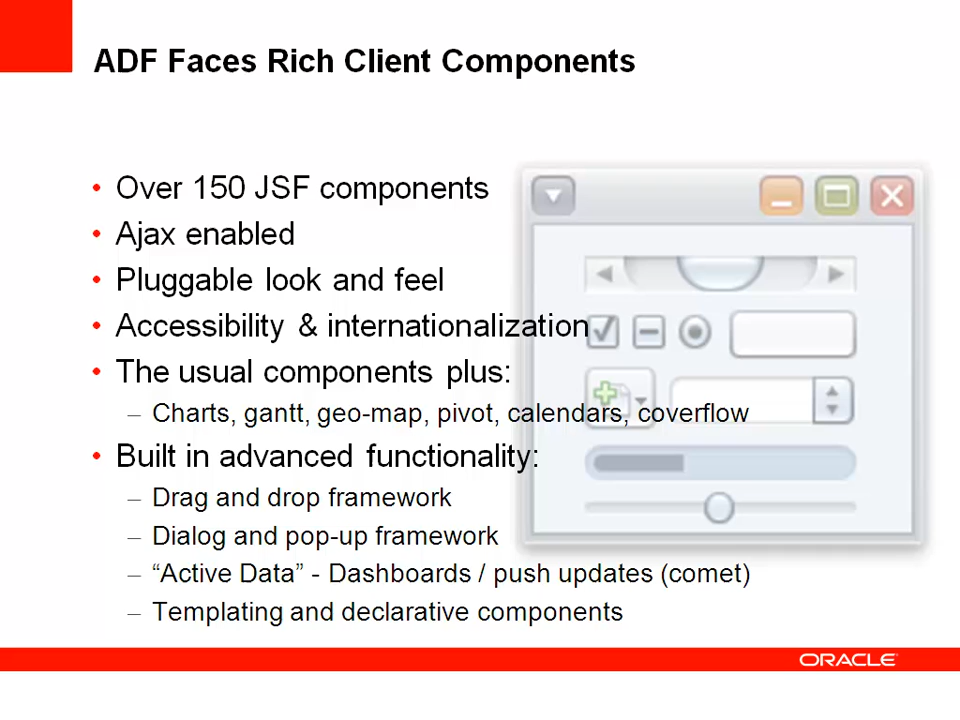 ADF Faces Rich Client Components
• Over 150 JSF components
• Ajax enabled
• Pluggable look and feel
• Accessibility & internationalization
• The usual components plus:
– Charts, gantt, geo-map, pivot, calendars, coverflow
• Built in advanced functionality:
– Drag and drop framework
– Dialog and pop-up framework
– “Active Data” - Dashboards / push updates (comet)
– Templating and declarative components
ORACLE